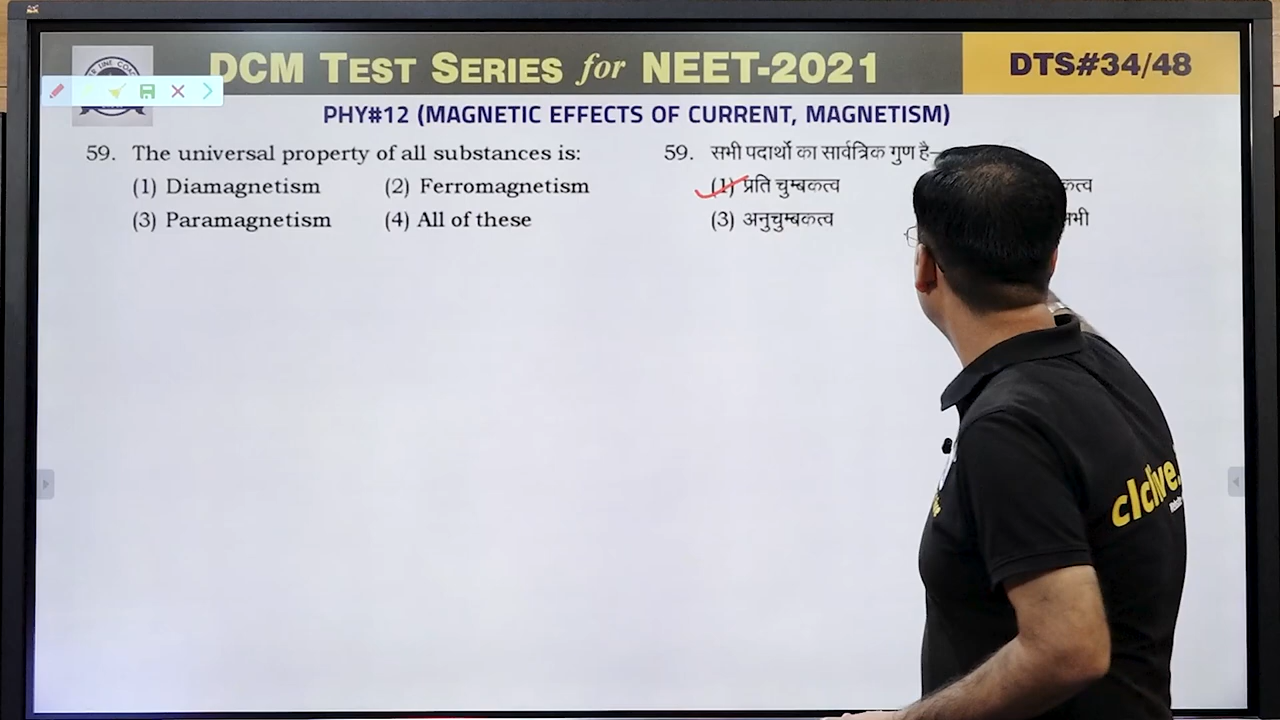 DCM TEST SERIES for NEET-2021
DTS#34/48
PHY#12 (MAGNETIC EFFECTS OF CURRENT, MAGNETISM)
59. The universal property of all substances is:
(1) Diamagnetism (2) Ferromagnetism
(3) Paramagnetism (4) All of these
59. सभी पदार्थो का सार्वत्रिक गुण है–
(1) प्रति चुम्बकत्व
(3) अनुचुम्बकत्व